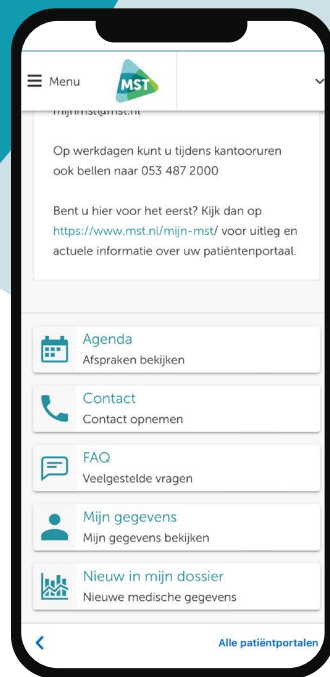 Menu
MST
mijnmst@mst.nl
Op werkdagen kunt u tijdens kantooruren
ook bellen naar 053 487 2000
Bent u hier voor het eerst? Kijk dan op
https://www.mst.nl/mijn-mst/ voor uitleg en
actuele informatie over uw patiëntenportaal.
Agenda
Afspraken bekijken
Contact
Contact opnemen
FAQ
Veelgestelde vragen
Mijn gegevens
Mijn gegevens bekijken
Nieuw in mijn dossier
Nieuwe medische gegevens
Alle patiëntportalen